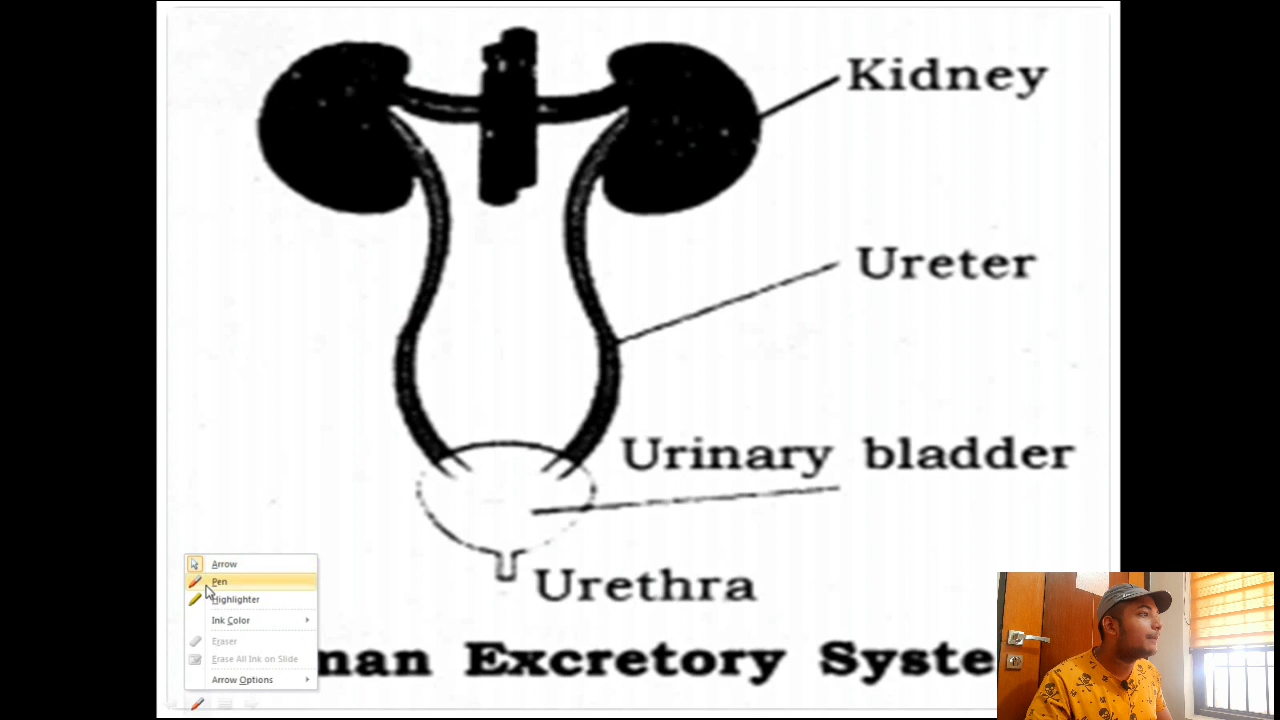 Kidney
Ureter
Urinary bladder
Urethra
man Excretory Syste
Arrow
Pen
Highlighter
Ink Color
Eraser
Erase All Ink on Slide
Arrow Options